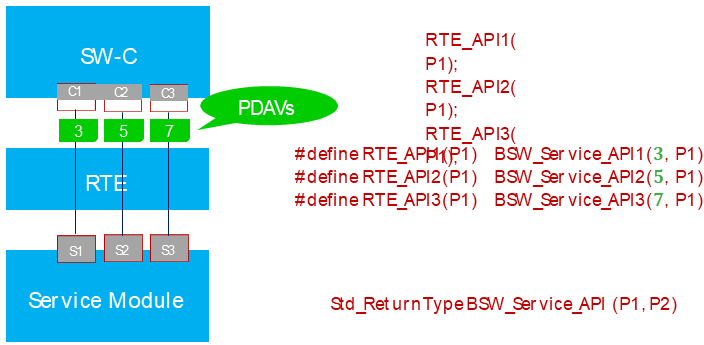 SW-C
C1 C2 C3
PDAVs
3 5 7
RTE
S1 S2 S3
Service Module
RTE_API1(
P1);
RTE_API2(
P1);
RTE_API3(
P1);
#define RTE_API1(P1) BSW_Service_API1(3, P1)
#define RTE_API2(P1) BSW_Service_API2(5, P1)
#define RTE_API3(P1) BSW_Service_API3(7, P1)
Std_ReturnType BSW_Service_API (P1, P2)